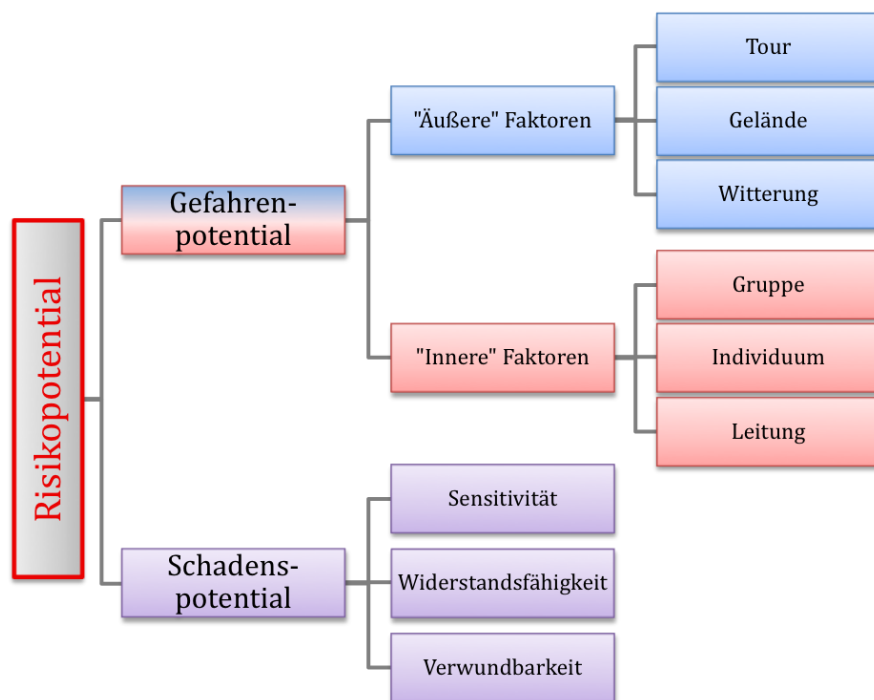 Risikopotential
Gefahren-
potential
"Äußere" Faktoren
Tour
Gelände
Witterung
"Innere" Faktoren
Gruppe
Individuum
Leitung
Schadens-
potential
Sensitivität
Widerstandsfähigkeit
Verwundbarkeit